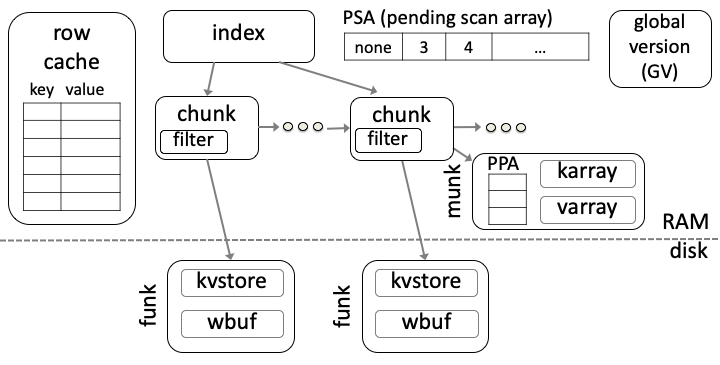 row
cache
key value
index
PSA (pending scan array)
none 3 4 ...
global
version
(GV)
chunk
filter
chunk
filter
munk
PPA
karray
varray
RAM
disk
funk
kvstore
wbuf
funk
kvstore
wbuf